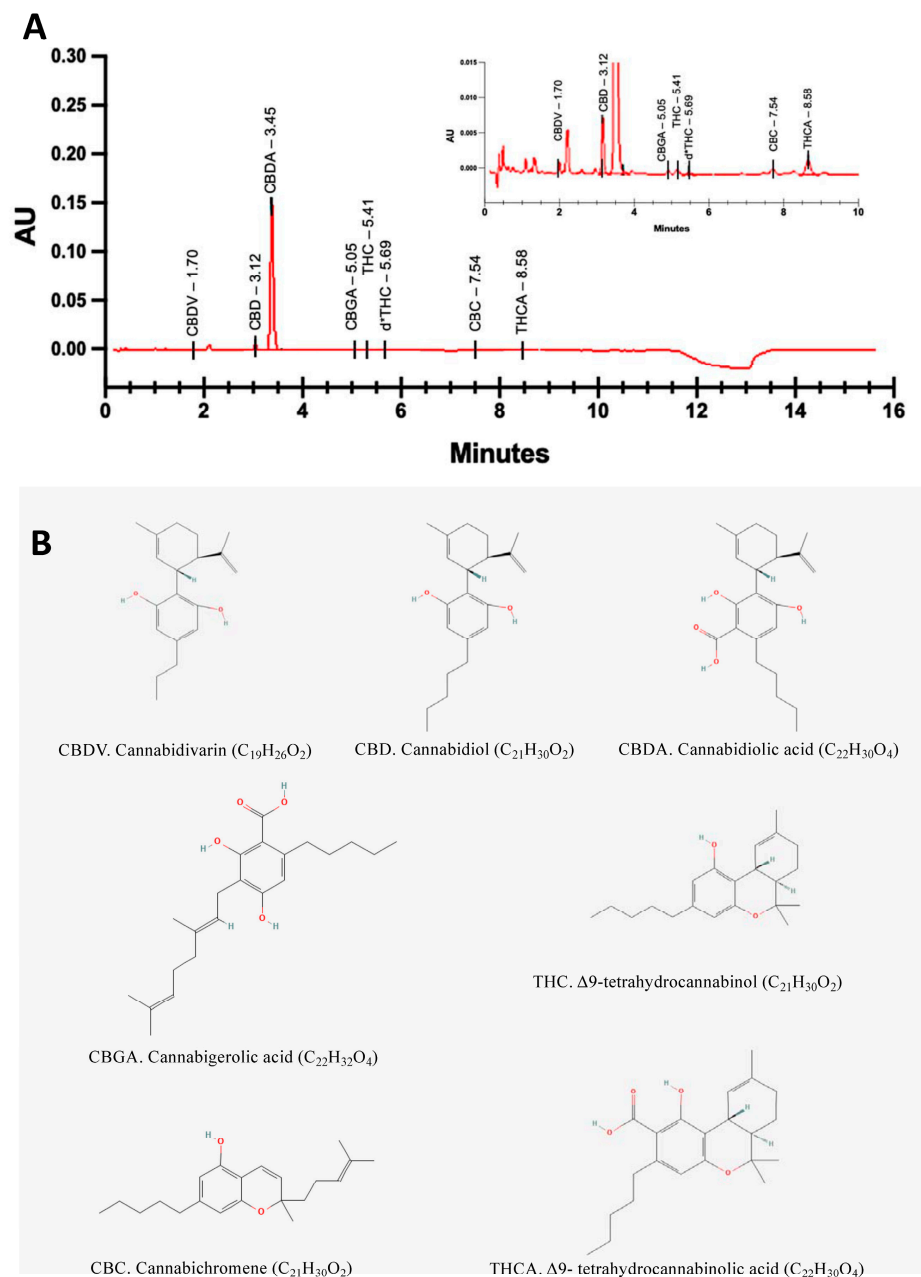 A
0.30
0.25
0.20
0.15
0.10
0.05
0.00
AU
CBDV – 1.70
CBD – 3.12
CBDA – 3.45
CBGA – 5.05
THC – 5.41
d*THC – 5.69
CBC – 7.54
THCA – 8.58
0 2 4 6 8 10 12 14 16
Minutes
0.015
0.010
0.005
0.000
AU
CBDV – 1.70
CBD – 3.12
CBGA – 5.05
THC – 5.41
d*THC – 5.69
CBC – 7.54
THCA – 8.58
0 2 4 6 8 10
Minutes
B
H O O H
CBDV. Cannabidivarin (C₁₉H₂₆O₂)
H O O H
CBD. Cannabidiol (C₂₁H₃₀O₂)
H O O H O O H
CBDA. Cannabidiolic acid (C₂₂H₃₀O₄)
H O O H O O H H
CBGA. Cannabigerolic acid (C₂₂H₃₂O₄)
H O H H O
THC. Δ9-tetrahydrocannabinol (C₂₁H₃₀O₂)
H O O
CBC. Cannabichromene (C₂₁H₃₀O₂)
O H O H O H H O
THCA. Δ9- tetrahydrocannabinolic acid (C₂₂H₃₀O₄)